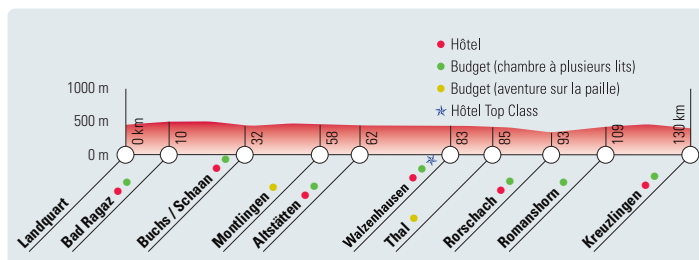 Hôtel
Budget (chambre à plusieurs lits)
Budget (aventure sur la paille)
Hôtel Top Class
1000 m
500 m
0 m
0 km
10
32
58
62
83
85
93
109
130 km
Landquart
Bad Ragaz
Buchs / Schaan
Montlingen
Altstätten
Walzenhausen
Thal
Rorschach
Romanshorn
Kreuzlingen